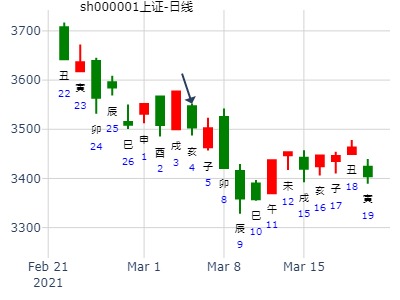 sh000001上证-日线
3700
3600
3500
3400
3300
丑
22
寅
23
卯
24
辰
25
巳
26
申
1
酉
2
戌
3
亥
4
子
5
卯
8
辰
9
巳
10
午
11
未
12
戌
15
亥
16
子
17
丑
18
寅
19
Feb 21
2021
Mar 1
Mar 8
Mar 15